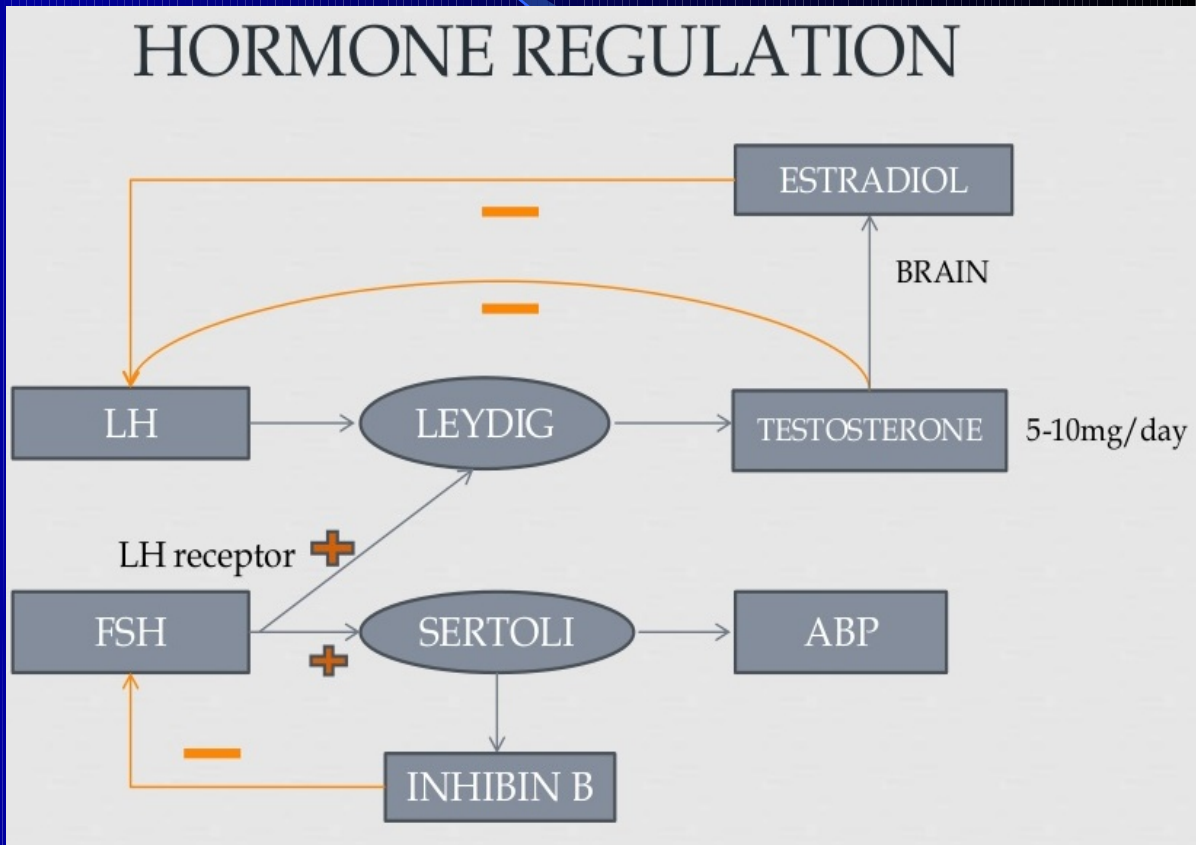 HORMONE REGULATION
ESTRADIOL
BRAIN
LH
LEYDIG
TESTOSTERONE
5-10mg/day
LH receptor
FSH
SERTOLI
ABP
INHIBIN B